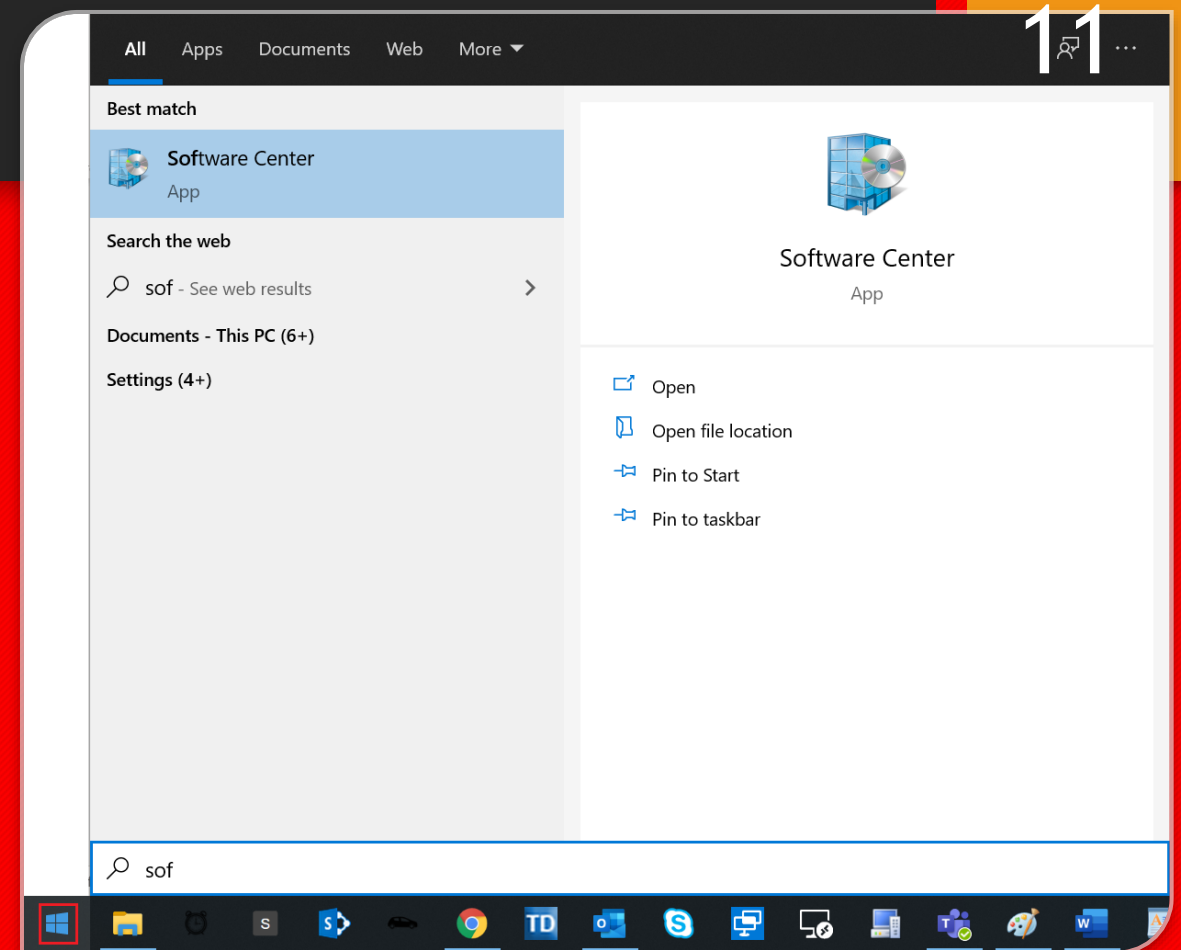 11
All Apps Documents Web More
Best match
Software Center
App
Search the web
sof - See web results
Documents - This PC (6+)
Settings (4+)
Software Center
App
Open
Open file location
Pin to Start
Pin to taskbar
sof
S S TD o S T W A